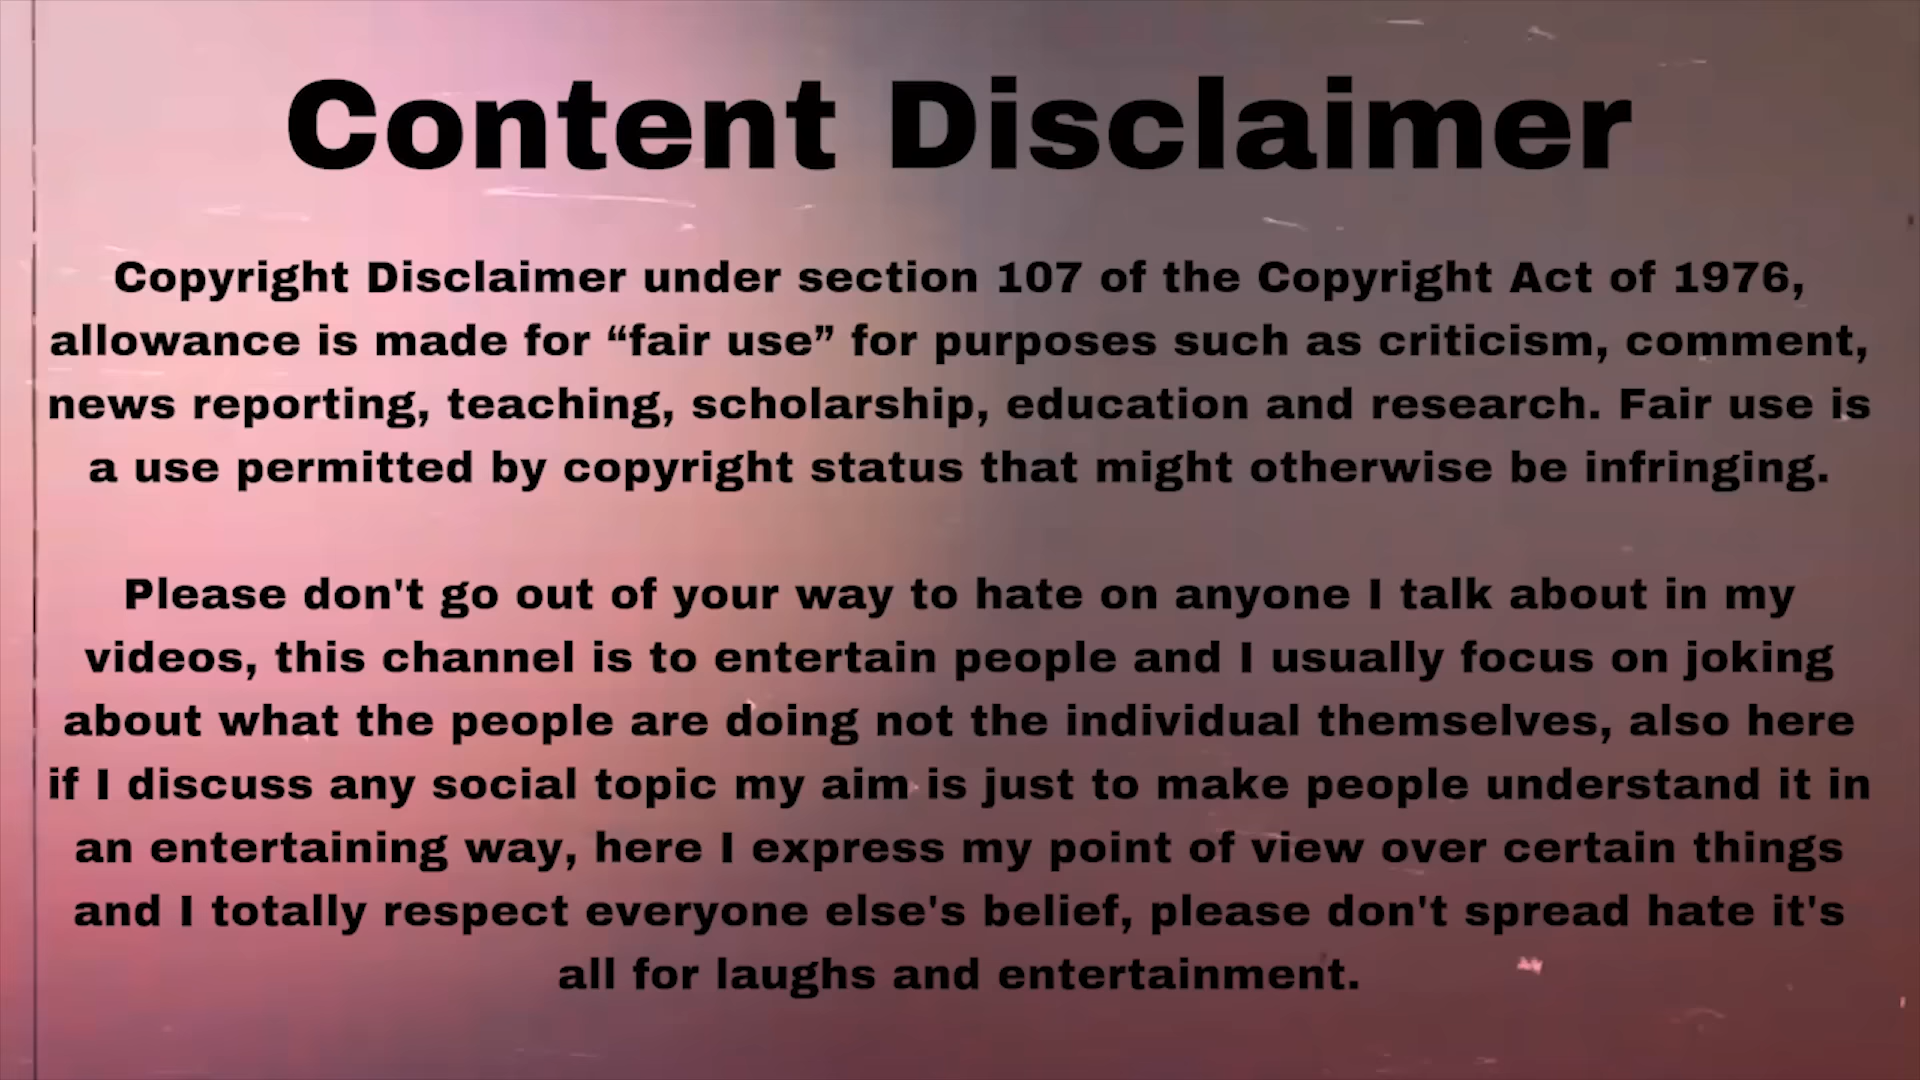 Content Disclaimer
Copyright Disclaimer under section 107 of the Copyright Act of 1976,
allowance is made for “fair use” for purposes such as criticism, comment,
news reporting, teaching, scholarship, education and research. Fair use is
a use permitted by copyright status that might otherwise be infringing.
Please don't go out of your way to hate on anyone I talk about in my
videos, this channel is to entertain people and I usually focus on joking
about what the people are doing not the individual themselves, also here
if I discuss any social topic my aim is just to make people understand it in
an entertaining way, here I express my point of view over certain things
and I totally respect everyone else's belief, please don't spread hate it's
all for laughs and entertainment.